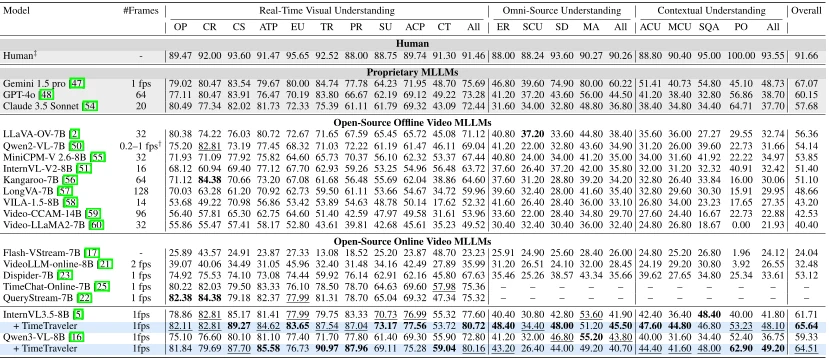 Model #Frames Real-Time Visual Understanding Omni-Source Understanding Contextual Understanding Overall
OP CR CS ATP EU TR PR SU ACP CT All ER SCU SD MA All ACU MCU SQA PO All
Human
Human‡ - 89.47 92.00 93.60 91.47 95.65 92.52 88.00 88.75 89.74 91.30 91.46 88.00 88.24 93.60 90.27 90.26 88.80 90.40 95.00 100.00 93.55 91.66
Proprietary MLLMs
Gemini 1.5 pro [47] 1 fps 79.02 80.47 83.54 79.67 80.00 84.74 77.78 64.23 71.95 48.70 75.69 46.80 39.60 74.90 80.00 60.22 51.41 40.73 54.80 45.10 48.73 67.07
GPT-4o [48] 64 77.11 80.47 83.91 76.47 70.19 83.80 66.67 62.19 69.12 49.22 73.28 41.20 37.20 43.60 56.00 44.50 41.20 38.40 32.80 56.86 38.70 60.15
Claude 3.5 Sonnet [54] 20 80.49 77.34 82.02 81.73 72.33 75.39 61.11 61.79 69.32 43.09 72.44 31.60 34.00 32.80 48.80 36.80 38.40 34.80 34.40 64.71 37.70 57.68
Open-Source Offline Video MLLMs
LLaVA-OV-7B [2] 32 80.38 74.22 76.03 80.72 72.67 71.65 67.59 65.45 65.72 45.08 71.12 40.80 37.20 33.60 44.80 38.40 35.60 36.00 27.27 29.55 32.74 56.36
Qwen2-VL-7B [50] 0.2–1 fps† 75.20 82.81 73.19 77.45 68.32 71.03 72.22 61.19 61.47 46.11 69.04 41.20 22.00 32.80 43.60 34.90 31.20 26.00 39.60 22.73 31.66 54.14
MiniCPM-V 2.6-8B [55] 32 71.93 71.09 77.92 75.82 64.60 65.73 70.37 56.10 62.32 53.37 67.44 40.80 24.00 34.00 41.20 35.00 34.00 31.60 41.92 22.22 34.97 53.85
InternVL-V2-8B [51] 16 68.12 60.94 69.40 77.12 67.70 62.93 59.26 53.25 54.96 56.48 63.72 37.60 26.40 37.20 42.00 35.80 32.00 31.20 32.32 40.91 32.42 51.40
Kangaroo-7B [56] 64 71.12 84.38 70.66 73.20 67.08 61.68 56.48 55.69 62.04 38.86 64.60 37.60 31.20 28.80 39.20 34.20 32.80 26.40 33.84 16.00 30.06 51.10
LongVA-7B [57] 128 70.03 63.28 61.20 70.92 62.73 59.50 61.11 53.66 54.67 34.72 59.96 39.60 32.40 28.00 41.60 35.40 32.80 29.60 30.30 15.91 29.95 48.66
VILA-1.5-8B [58] 14 53.68 49.22 70.98 56.86 53.42 53.89 54.63 48.78 50.14 17.62 52.32 41.60 26.40 28.40 36.00 33.10 26.80 34.00 23.23 17.65 27.35 43.20
Video-CCAM-14B [59] 96 56.40 57.81 65.30 62.75 64.60 51.40 42.59 47.97 49.58 31.61 53.96 33.60 22.00 28.40 34.80 29.70 27.60 24.40 16.67 22.73 22.88 42.53
Video-LLaMA2-7B [60] 32 55.86 55.47 57.41 58.17 52.80 43.61 39.81 42.68 45.61 35.23 49.52 30.40 32.40 30.40 36.00 32.40 24.80 26.80 18.67 0.00 21.93 40.40
Open-Source Online Video MLLMs
Flash-VStream-7B [17] - 25.89 43.57 24.91 23.87 27.33 13.08 18.52 25.20 23.87 48.70 23.23 25.91 24.90 25.60 28.40 26.00 24.80 25.20 26.80 1.96 24.12 24.04
VideoLLM-online-8B [21] 2 fps 39.07 40.06 34.49 31.05 45.96 32.40 31.48 34.16 42.49 27.89 35.99 31.20 26.51 24.10 32.00 28.45 24.19 29.20 30.80 3.92 26.55 32.48
Dispider-7B [23] 1 fps 74.92 75.53 74.10 73.08 74.44 59.92 76.14 62.91 62.16 45.80 67.63 35.46 25.26 38.57 43.34 35.66 39.62 27.65 34.80 25.34 33.61 53.12
TimeChat-Online-7B [25] 1fps 80.22 82.03 79.50 83.33 76.10 78.50 78.70 64.63 69.60 57.98 75.36 – – – – – – – – – – –
QueryStream-7B [22] 1fps 82.38 84.38 79.18 82.37 77.99 81.31 78.70 65.04 69.32 47.34 75.32 – – – – – – – – – – –
InternVL3.5-8B [5] 1fps 78.86 82.81 85.17 81.41 77.99 79.75 83.33 70.73 76.99 55.32 77.60 40.40 30.80 42.80 53.60 41.90 42.40 36.40 48.40 40.00 41.80 61.71
+ TimeTraveler 1fps 82.11 82.81 89.27 84.62 83.65 87.54 87.04 73.17 77.56 53.72 80.72 48.40 34.40 48.00 51.20 45.50 47.60 44.80 46.80 53.23 48.10 65.64
Qwen3-VL-8B [16] 1fps 75.10 76.60 80.10 81.10 77.40 71.70 77.80 61.40 69.30 55.90 72.80 41.20 32.00 46.80 55.20 43.80 40.00 31.60 34.40 54.40 40.36 59.75
+ TimeTraveler 1fps 81.84 79.69 87.70 85.58 76.73 90.97 87.96 69.11 75.28 59.04 80.16 43.20 26.40 44.00 49.20 40.70 44.40 41.60 48.00 62.90 49.20 64.51